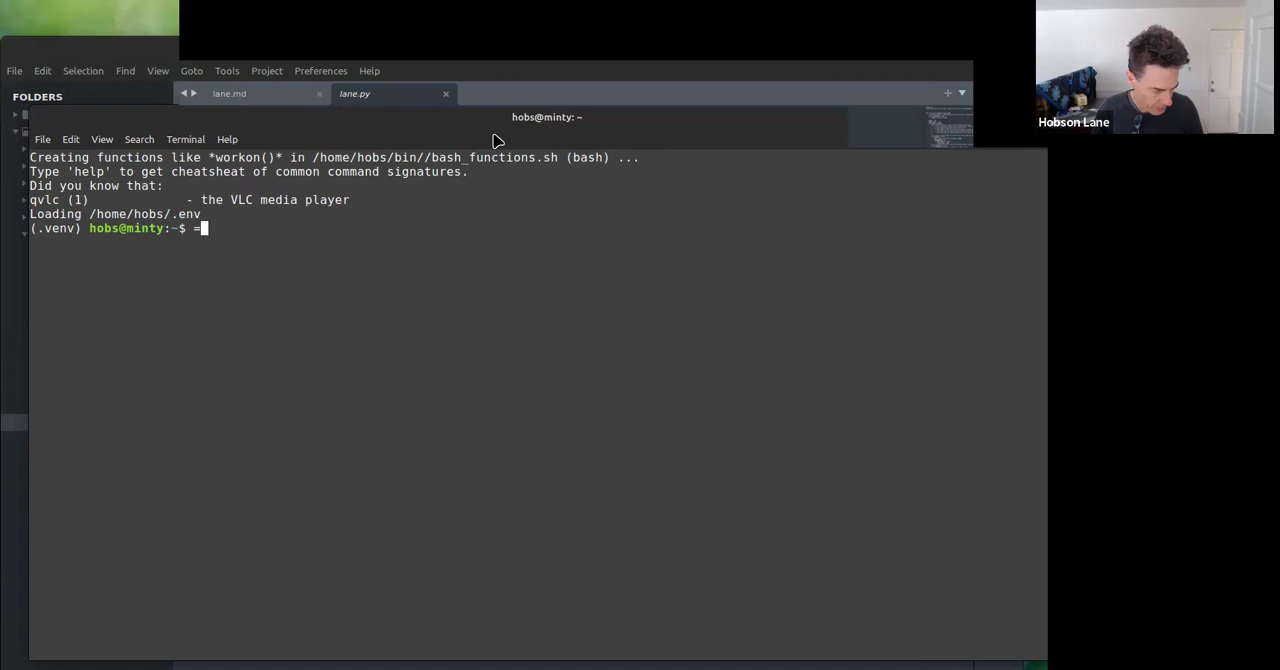 File Edit Selection Find View Goto Tools Project Preferences Help
FOLDERS
lane.md
lane.py
hobs@minty: ~
File Edit View Search Terminal Help
Creating functions like *workon()* in /home/hobs/bin//bash_functions.sh (bash) ...
Type 'help' to get cheatsheet of common command signatures.
Did you know that:
qvlc (1)             - the VLC media player
Loading /home/hobs/.env
(.venv) hobs@minty:~$ =
Hobson Lane